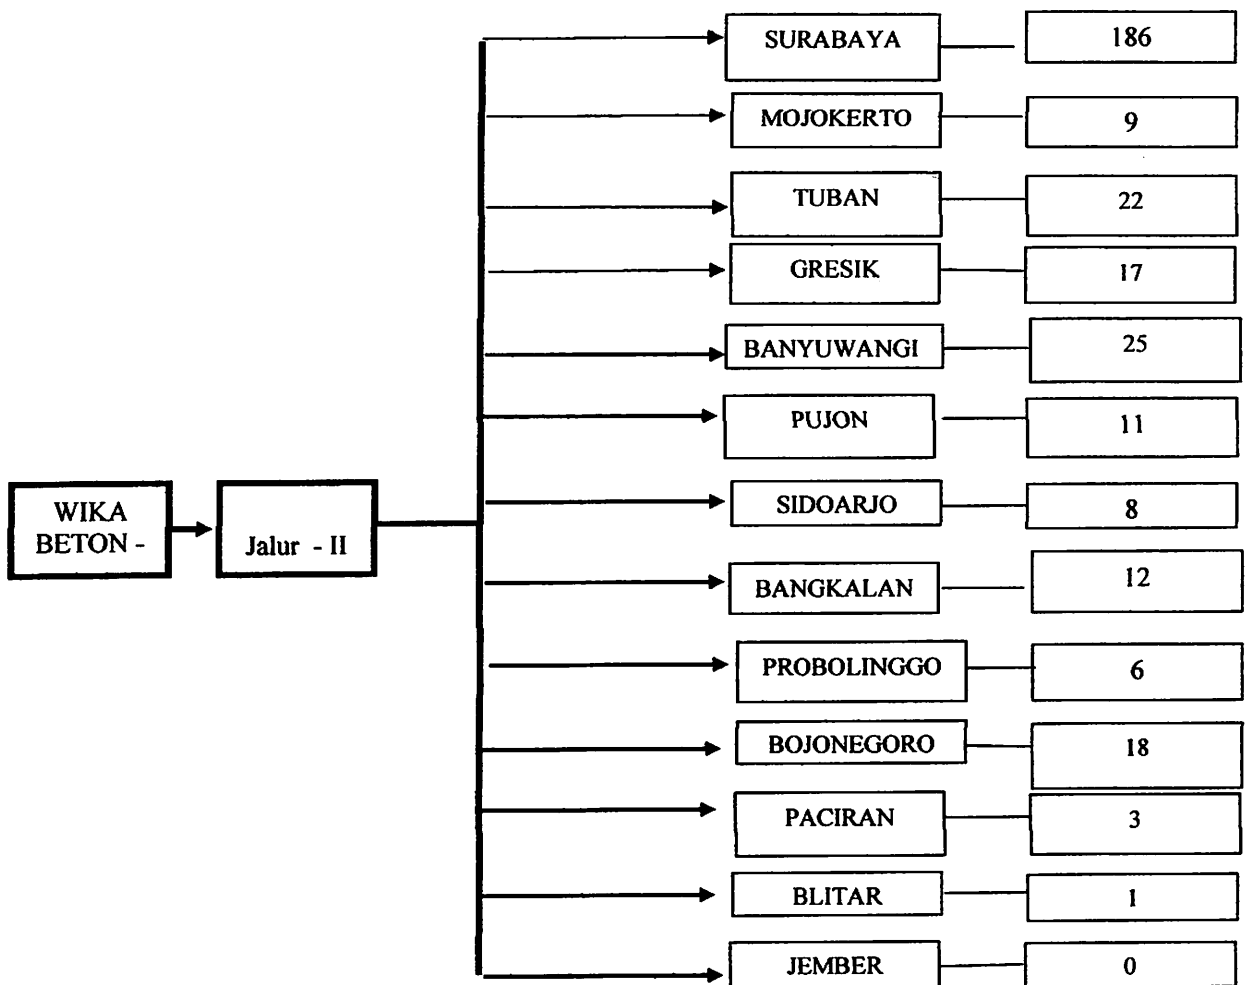 SURABAYA 186
MOJOKERTO 9
TUBAN 22
GRESIK 17
BANYUWANGI 25
PUJON 11
WIKA
BETON -
Jalur - II
SIDOARJO 8
BANGKALAN 12
PROBOLINGGO 6
BOJONEGORO 18
PACIRAN 3
BLITAR 1
JEMBER 0